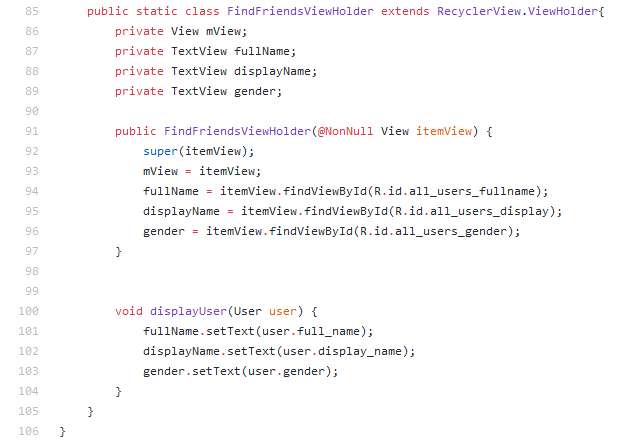 85 public static class FindFriendsViewHolder extends RecyclerView.ViewHolder{
86 private View mView;
87 private TextView fullName;
88 private TextView displayName;
89 private TextView gender;
90
91 public FindFriendsViewHolder(@NonNull View itemView) {
92 super(itemView);
93 mView = itemView;
94 fullName = itemView.findViewById(R.id.all_users_fullname);
95 displayName = itemView.findViewById(R.id.all_users_display);
96 gender = itemView.findViewById(R.id.all_users_gender);
97 }
98
99
100 void displayUser(User user) {
101 fullName.setText(user.full_name);
102 displayName.setText(user.display_name);
103 gender.setText(user.gender);
104 }
105 }
106 }